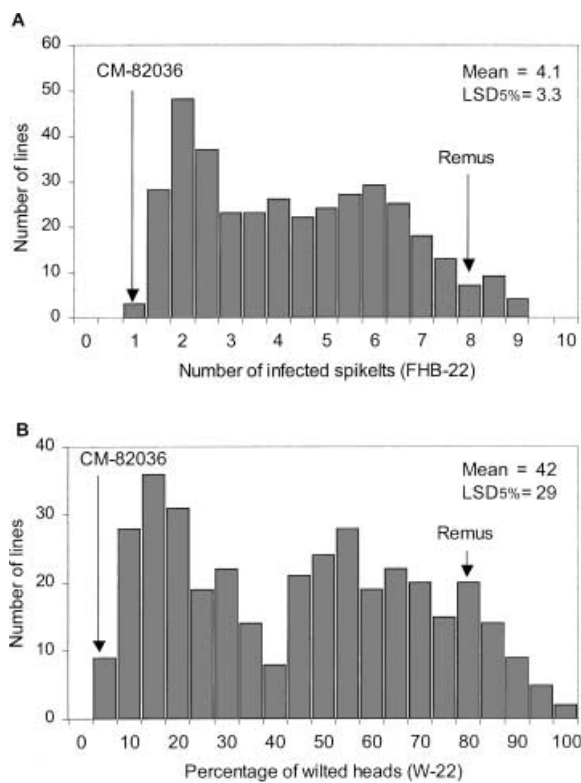 A
60
CM-82036
Mean = 4.1
LSD5% = 3.3
50
40
Remus
30
20
10
0
Number of lines
0 1 2 3 4 5 6 7 8 9 10
Number of infected spikelts (FHB-22)
B
40
CM-82036
Mean = 42
LSD5% = 29
30
Remus
20
10
0
Number of lines
0 10 20 30 40 50 60 70 80 90 100
Percentage of wilted heads (W-22)